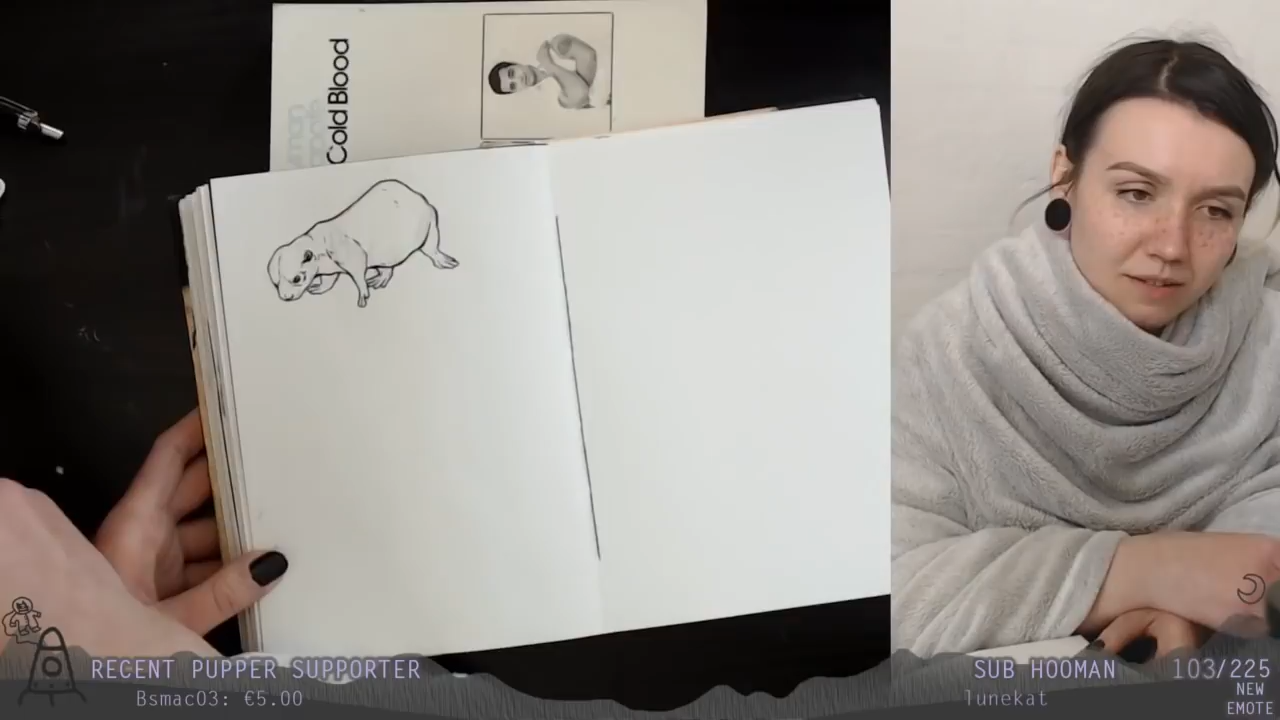 Cold Blood
RECENT PUPPER SUPPORTER
Bsmac03: €5.00
SUB HOOMAN
lunekat
103/225
NEW
EMOTE